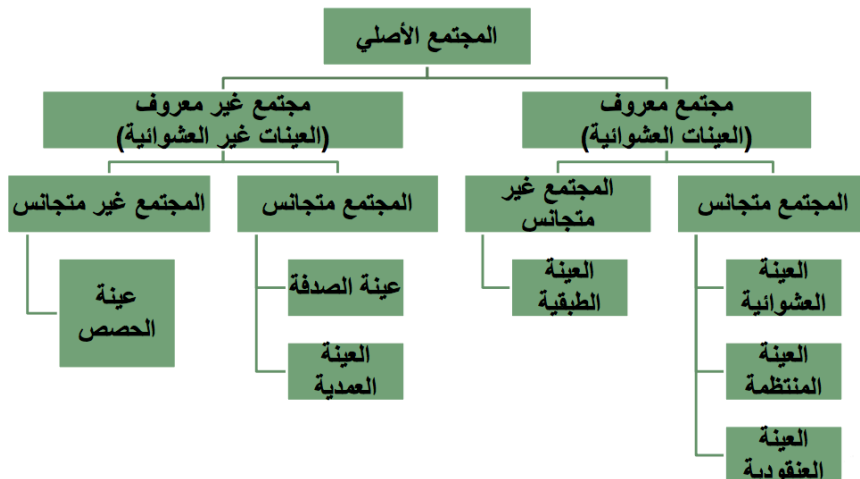 المجتمع الأصلي
مجتمع معروف
(العينات العشوائية)
مجتمع غير معروف
(العينات غير العشوائية)
المجتمع متجانس
المجتمع غير
متجانس
المجتمع متجانس
المجتمع غير متجانس
العينة
العشوائية
العينة
المنتظمة
العينة
العنقودية
العينة
الطبقية
عينة الصدفة
العينة
العمدية
عينة
الحصص